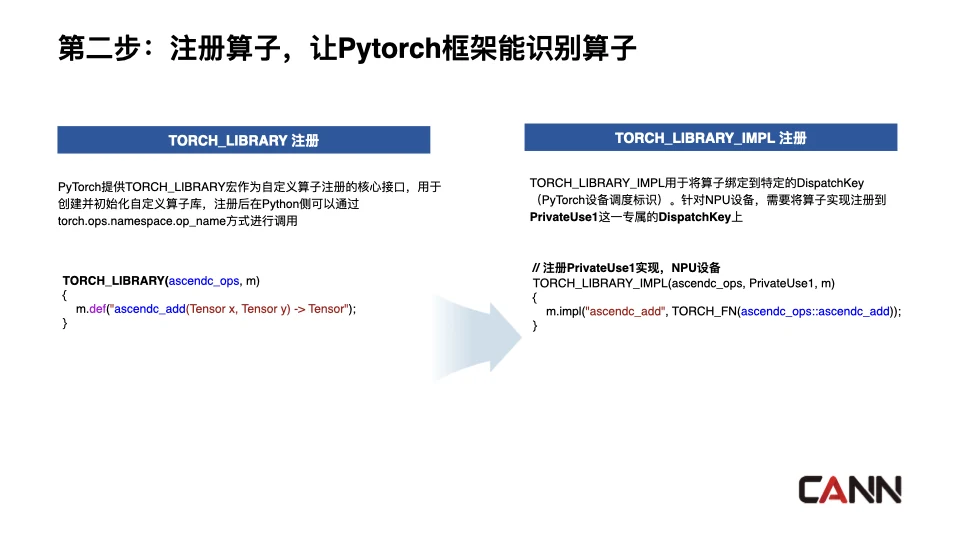 第二步：注册算子，让Pytorch框架能识别算子
TORCH_LIBRARY 注册
PyTorch提供TORCH_LIBRARY宏作为自定义算子注册的核心接口，用于
创建并初始化自定义算子库，注册后在Python侧可以通过
torch.ops.namespace.op_name方式进行调用
TORCH_LIBRARY(ascendc_ops, m)
{
m.def("ascendc_add(Tensor x, Tensor y) -> Tensor");
}
TORCH_LIBRARY_IMPL 注册
TORCH_LIBRARY_IMPL用于将算子绑定到特定的DispatchKey
（PyTorch设备调度标识）。针对NPU设备，需要将算子实现注册到
PrivateUse1这一专属的DispatchKey上
// 注册PrivateUse1实现，NPU设备
TORCH_LIBRARY_IMPL(ascendc_ops, PrivateUse1, m)
{
m.impl("ascendc_add", TORCH_FN(ascendc_ops::ascendc_add));
}
CANN